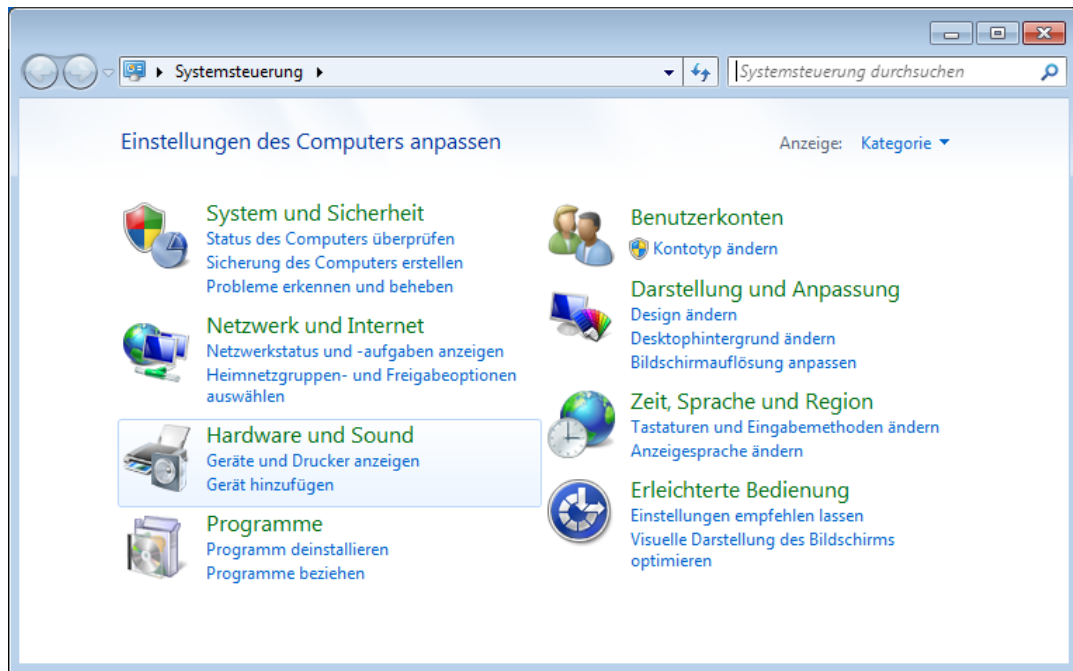 Systemsteuerung
Systemsteuerung durchsuchen
Einstellungen des Computers anpassen
Anzeige: Kategorie
System und Sicherheit
Status des Computers überprüfen
Sicherung des Computers erstellen
Probleme erkennen und beheben
Netzwerk und Internet
Netzwerkstatus und -aufgaben anzeigen
Heimnetzgruppen- und Freigabeoptionen
auswählen
Hardware und Sound
Geräte und Drucker anzeigen
Gerät hinzufügen
Programme
Programm deinstallieren
Programme beziehen
Benutzerkonten
Kontotyp ändern
Darstellung und Anpassung
Design ändern
Desktophintergrund ändern
Bildschirmauflösung anpassen
Zeit, Sprache und Region
Tastaturen und Eingabemethoden ändern
Anzeigesprache ändern
Erleichterte Bedienung
Einstellungen empfehlen lassen
Visuelle Darstellung des Bildschirms
optimieren